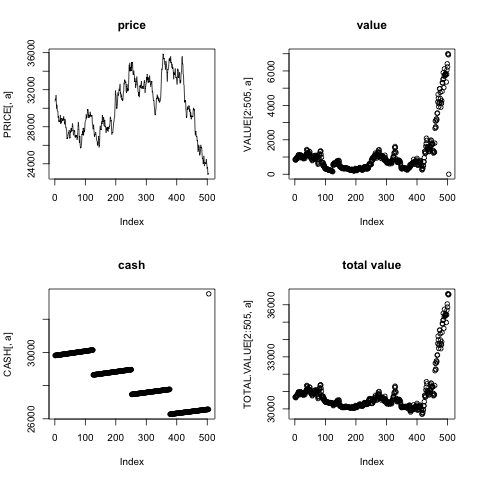 price
PRICE[, a]
24000 28000 32000 36000
0 100 200 300 400 500
Index
value
VALUE[2:505, a]
0 2000 4000 6000
0 100 200 300 400 500
Index
cash
CASH[, a]
26000 30000
0 100 200 300 400 500
Index
total value
TOTAL.VALUE[2:505, a]
30000 33000 36000
0 100 200 300 400 500
Index